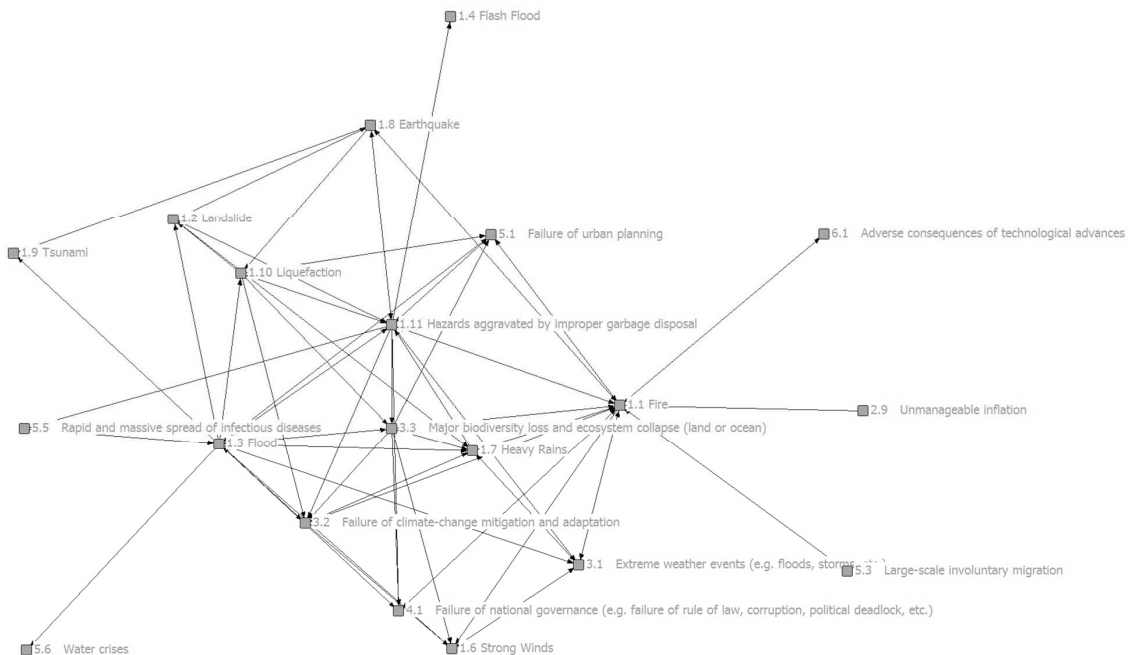 1.4 Flash Flood
1.8 Earthquake
1.2 Landslide
5.1 Failure of urban planning
6.1 Adverse consequences of technological advances
1.9 Tsunami
1.10 Liquefaction
1.11 Hazards aggravated by improper garbage disposal
1.1 Fire
2.9 Unmanageable inflation
5.5 Rapid and massive spread of infectious diseases
3.3 Major biodiversity loss and ecosystem collapse (land or ocean)
1.3 Flood
1.7 Heavy Rains
3.2 Failure of climate-change mitigation and adaptation
3.1 Extreme weather events (e.g. floods, storms, etc.)
5.3 Large-scale involuntary migration
4.1 Failure of national governance (e.g. failure of rule of law, corruption, political deadlock, etc.)
5.6 Water crises
1.6 Strong Winds